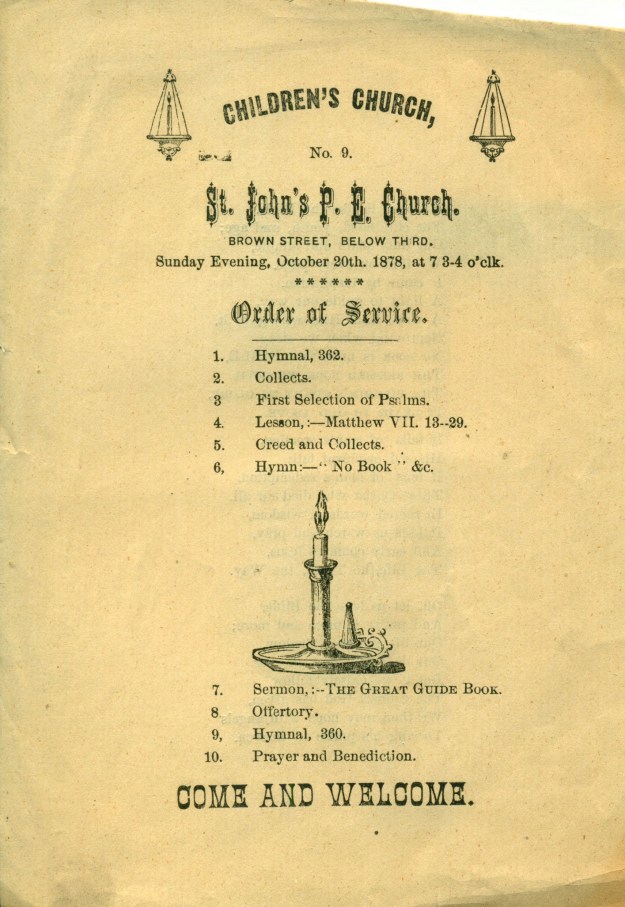 CHILDREN'S CHURCH,
No. 9.
St. John's P. E. Church.
BROWN STREET, BELOW TH RD.
Sunday Evening, October 20th. 1878, at 7 3-4 o'clk.
******
Order of Service.
1. Hymnal, 362.
2. Collects.
3 First Selection of Psalms.
4. Lesson,:—Matthew VII. 13--29.
5. Creed and Collects.
6, Hymn:—“ No Book ” &c.
7. Sermon,:--THE GREAT GUIDE BOOK.
8. Offertory.
9, Hymnal, 360.
10. Prayer and Benediction.
COME AND WELCOME.